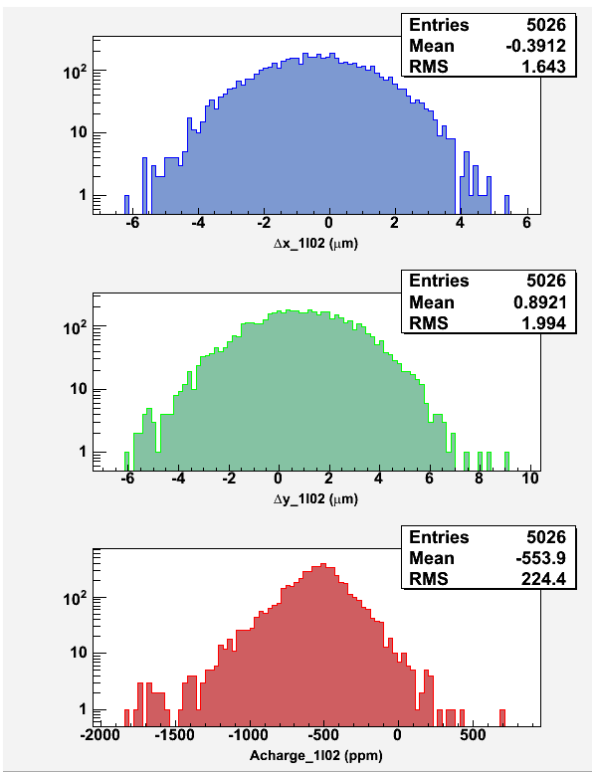 Entries 5026
Mean -0.3912
RMS 1.643
10²
10
1
-6 -4 -2 0 2 4 6
Δx_1I02 (μm)
Entries 5026
Mean 0.8921
RMS 1.994
10²
10
1
-6 -4 -2 0 2 4 6 8 10
Δy_1I02 (μm)
Entries 5026
Mean -553.9
RMS 224.4
10²
10
1
-2000 -1500 -1000 -500 0 500
Acharge_1I02 (ppm)